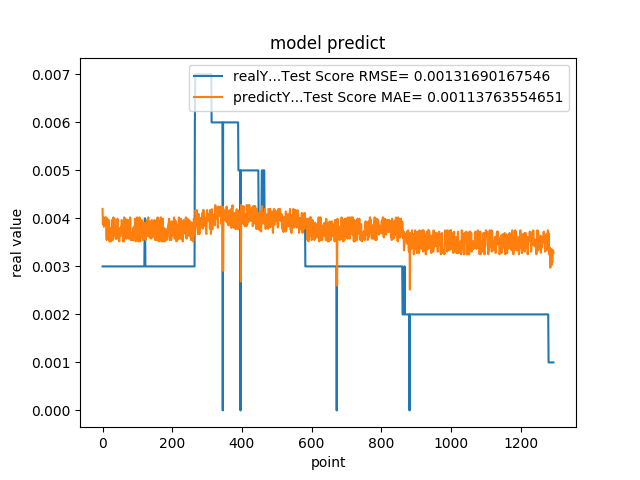 model predict
realY...Test Score RMSE= 0.00131690167546
predictY...Test Score MAE= 0.00113763554651
0.007
0.006
0.005
0.004
0.003
0.002
0.001
0.000
real value
0 200 400 600 800 1000 1200
point